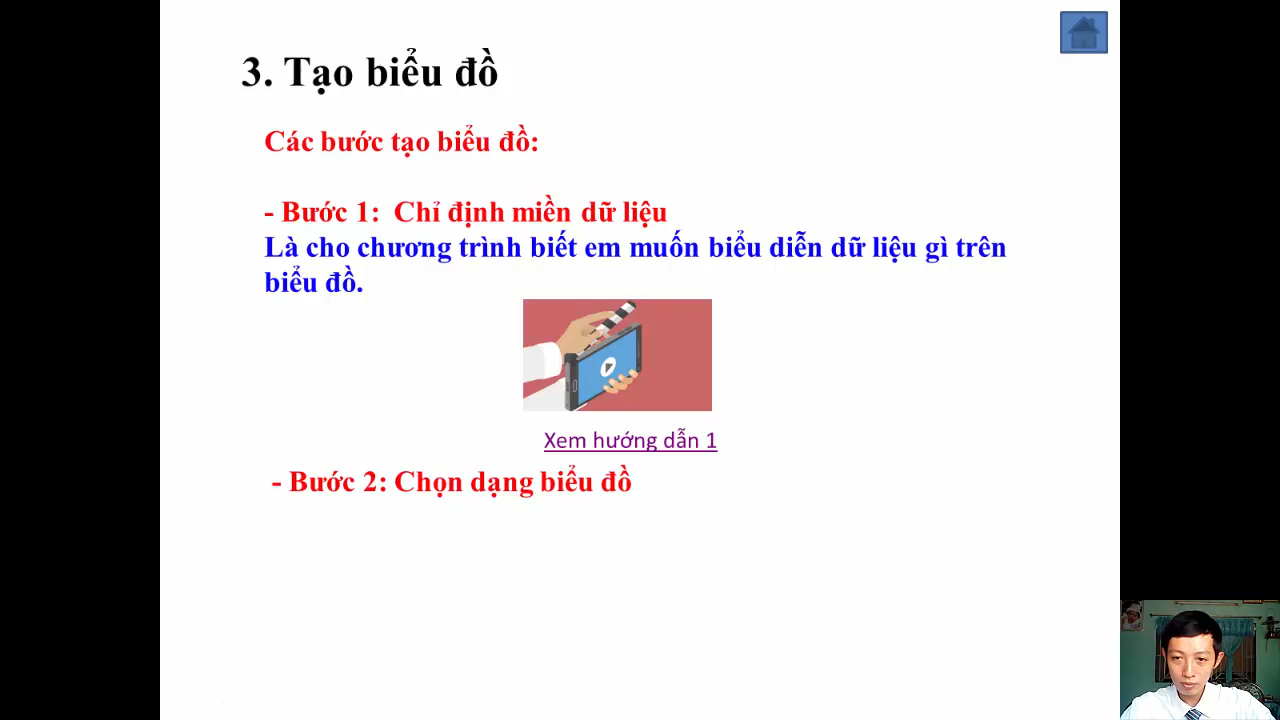 3. Tạo biểu đồ
Các bước tạo biểu đồ:
- Bước 1: Chỉ định miền dữ liệu
Là cho chương trình biết em muốn biểu diễn dữ liệu gì trên
biểu đồ.
Xem hướng dẫn 1
- Bước 2: Chọn dạng biểu đồ